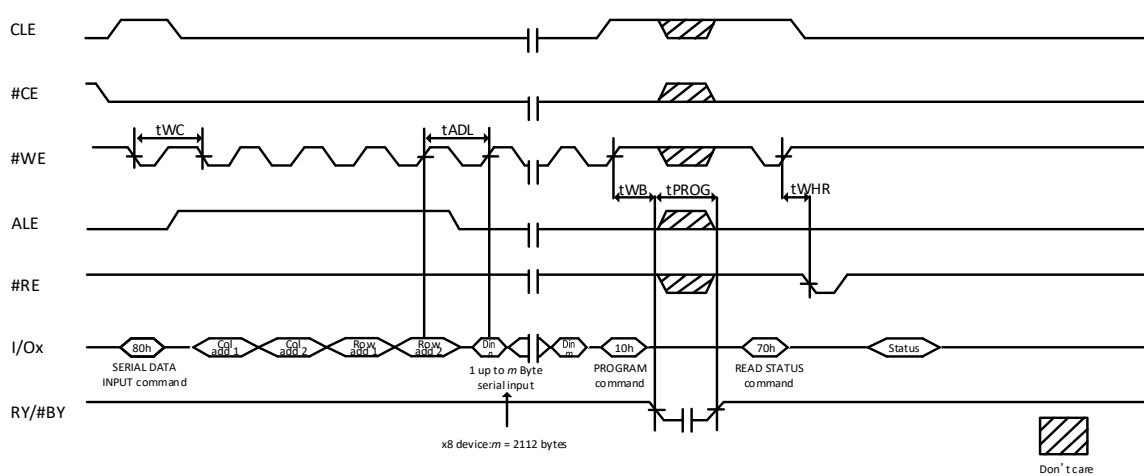 CLE
#CE
tWC
tADL
#WE
tWB
tPROG
tWHR
ALE
#RE
I/Ox
80h
Col
add 1
Col
add 2
Row
add 1
Row
add 2
Din
n
Din
m
10h
70h
Status
SERIAL DATA
INPUT command
1 up to m Byte
serial input
PROGRAM
command
READ STATUS
command
RY/#BY
x8 device:m = 2112 bytes
Don't care